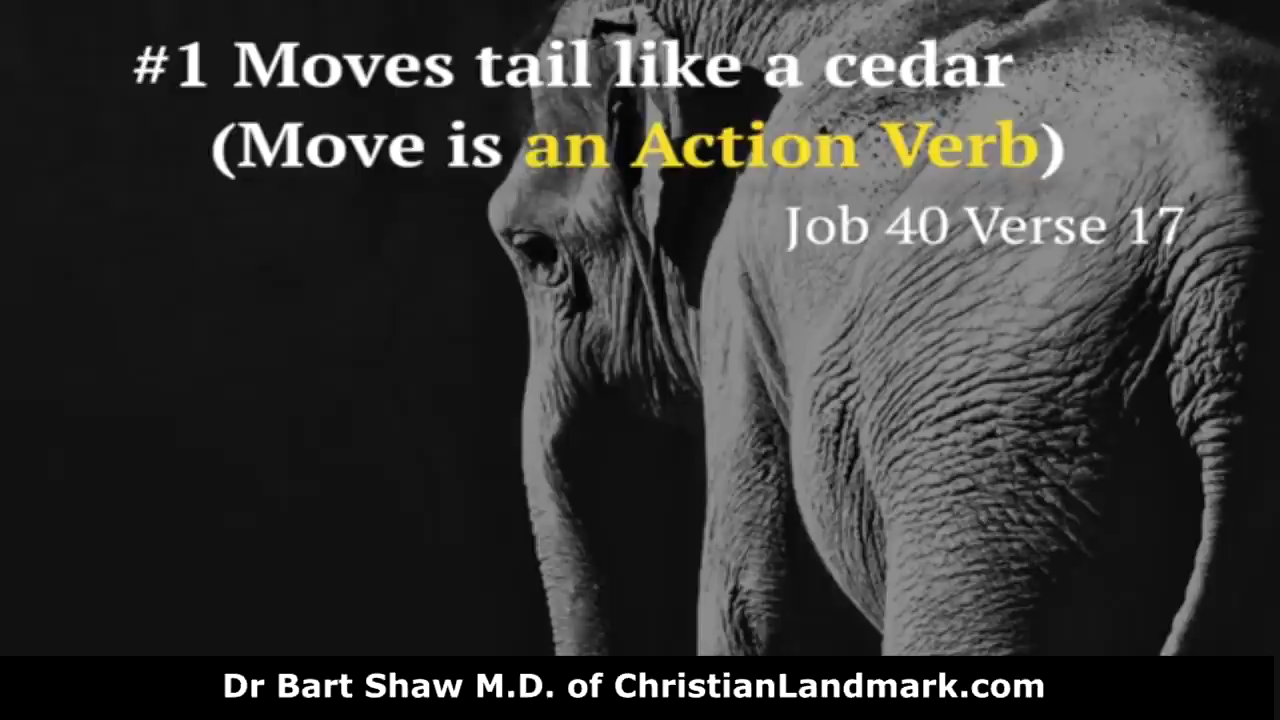 #1 Moves tail like a cedar
(Move is an Action Verb)
Job 40 Verse 17
Dr Bart Shaw M.D. of ChristianLandmark.com